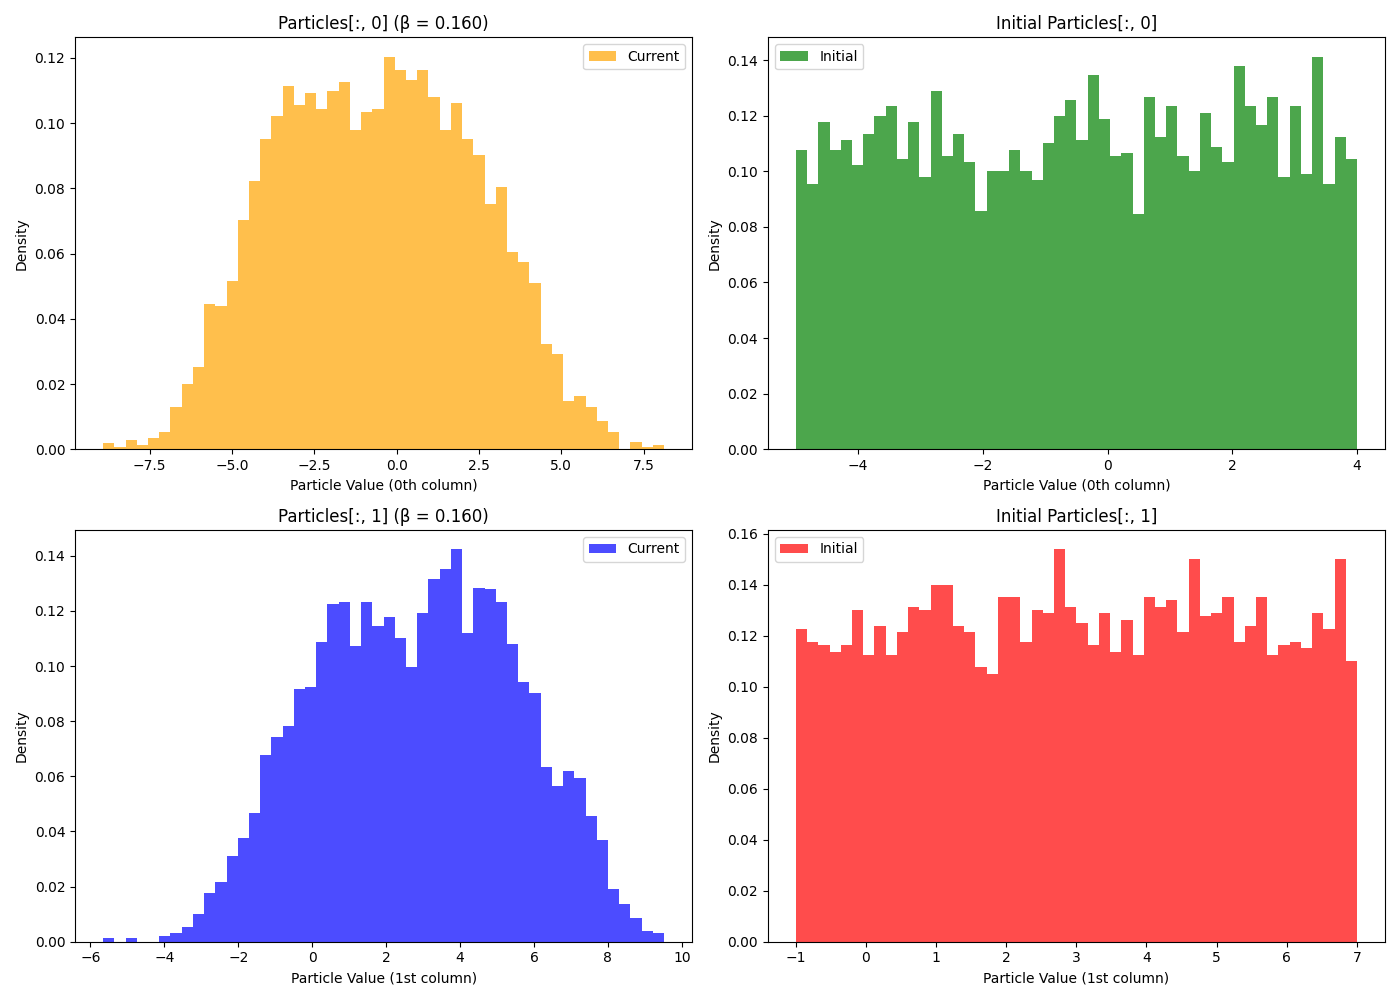 Particles[:, 0] (β = 0.160)
Current
0.12
0.10
0.08
0.06
0.04
0.02
0.00
Density
−7.5 −5.0 −2.5 0.0 2.5 5.0 7.5
Particle Value (0th column)
Initial Particles[:, 0]
Initial
0.14
0.12
0.10
0.08
0.06
0.04
0.02
0.00
Density
−4 −2 0 2 4
Particle Value (0th column)
Particles[:, 1] (β = 0.160)
Current
0.14
0.12
0.10
0.08
0.06
0.04
0.02
0.00
Density
−6 −4 −2 0 2 4 6 8 10
Particle Value (1st column)
Initial Particles[:, 1]
Initial
0.16
0.14
0.12
0.10
0.08
0.06
0.04
0.02
0.00
Density
−1 0 1 2 3 4 5 6 7
Particle Value (1st column)